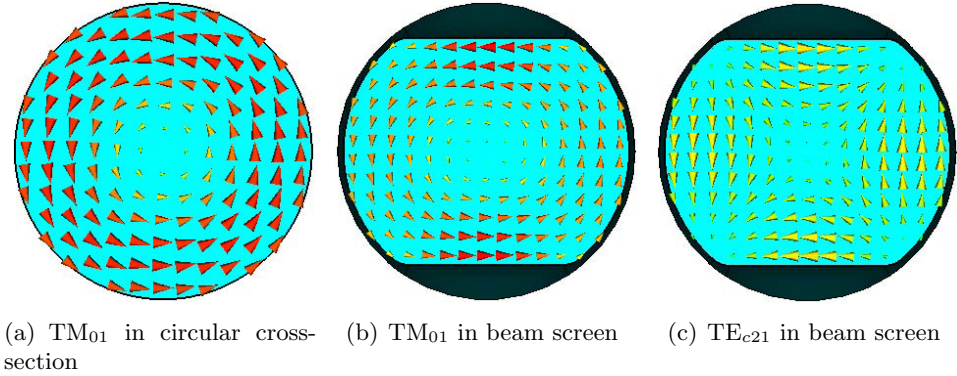 (a) TM01 in circular cross-
section
(b) TM01 in beam screen
(c) TEc21 in beam screen